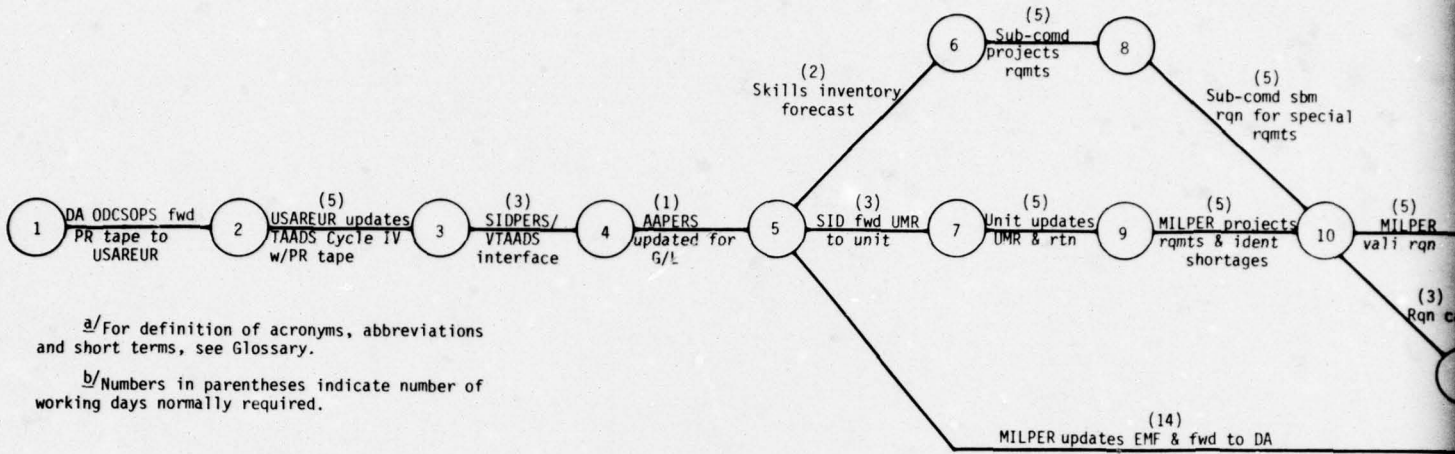 (5)
6
Sub-comd
projects
rqmts
8
(2)
Skills inventory
forecast
(5)
Sub-comd sbm
rqn for special
rqmts
1
DA ODCSOPS fwd
PR tape to
USAREUR
2
(5)
USAREUR updates
TAADS Cycle IV
w/PR tape
3
(3)
SIDPERS/
VTAADS
interface
4
(1)
AAPERS
updated for
G/L
5
(3)
SID fwd UMR
to unit
7
(5)
Unit updates
UMR & rtn
9
(5)
MILPER projects
rqmts & ident
shortages
10
(5)
MILPER
vali rqn
(3)
Rqn
a/For definition of acronyms, abbreviations
and short terms, see Glossary.
b/Numbers in parentheses indicate number of
working days normally required.
(14)
MILPER updates EMF & fwd to DA